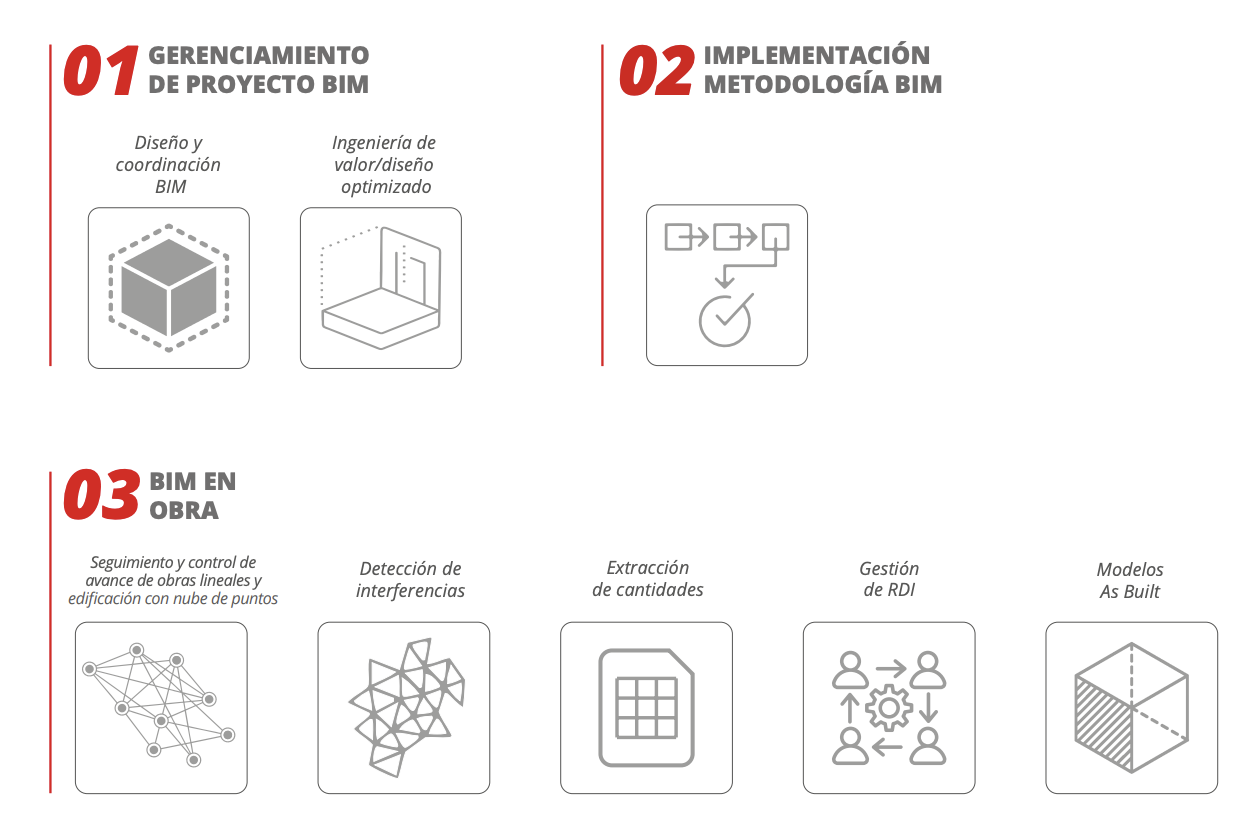 01
GERENCIAMIENTO
DE PROYECTO BIM
Diseño y
coordinación
BIM
Ingeniería de
valor/diseño
optimizado
02
IMPLEMENTACIÓN
METODOLOGÍA BIM
03
BIM EN
OBRA
Seguimiento y control de
avance de obras lineales y
edificación con nube de puntos
Detección de
interferencias
Extracción
de cantidades
Gestión
de RDI
Modelos
As Built